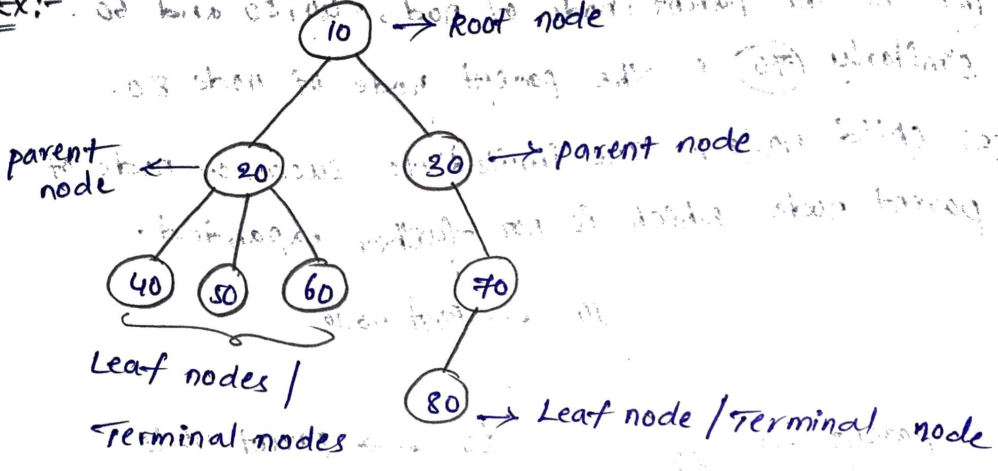 Ex:-
10 → Root node
parent node ← 20
30 → parent node
40 50 60 70
Leaf nodes /
Terminal nodes
80 → Leaf node / Terminal node